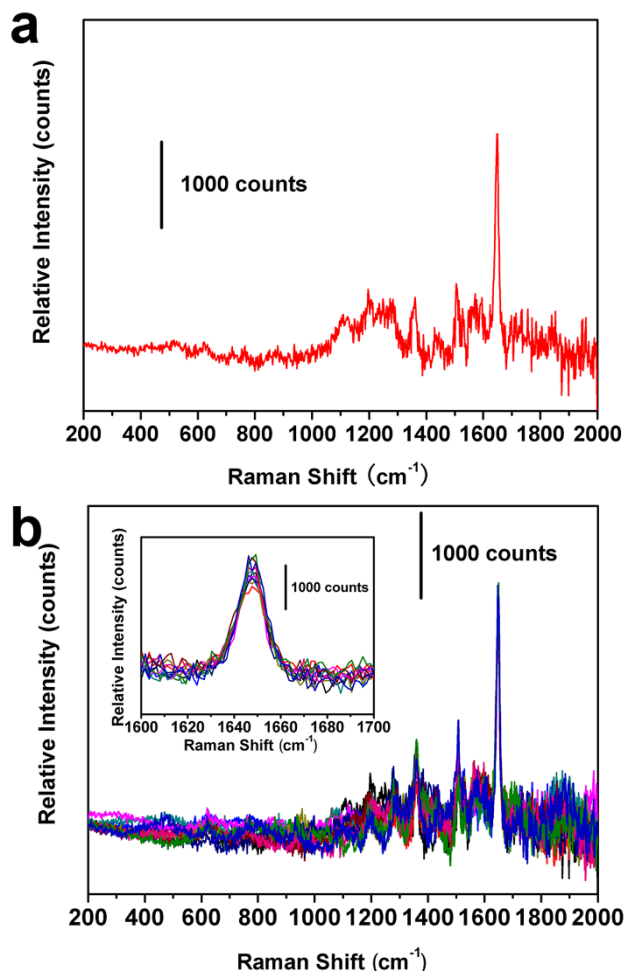 a
Relative Intensity (counts)
1000 counts
200 400 600 800 1000 1200 1400 1600 1800 2000
Raman Shift（cm-1)
b
Relative Intensity (counts)
1000 counts
Relative Intensity (counts)
1000 counts
1600 1620 1640 1660 1680 1700
Raman Shift (cm-1)
200 400 600 800 1000 1200 1400 1600 1800 2000
Raman Shift (cm-1)